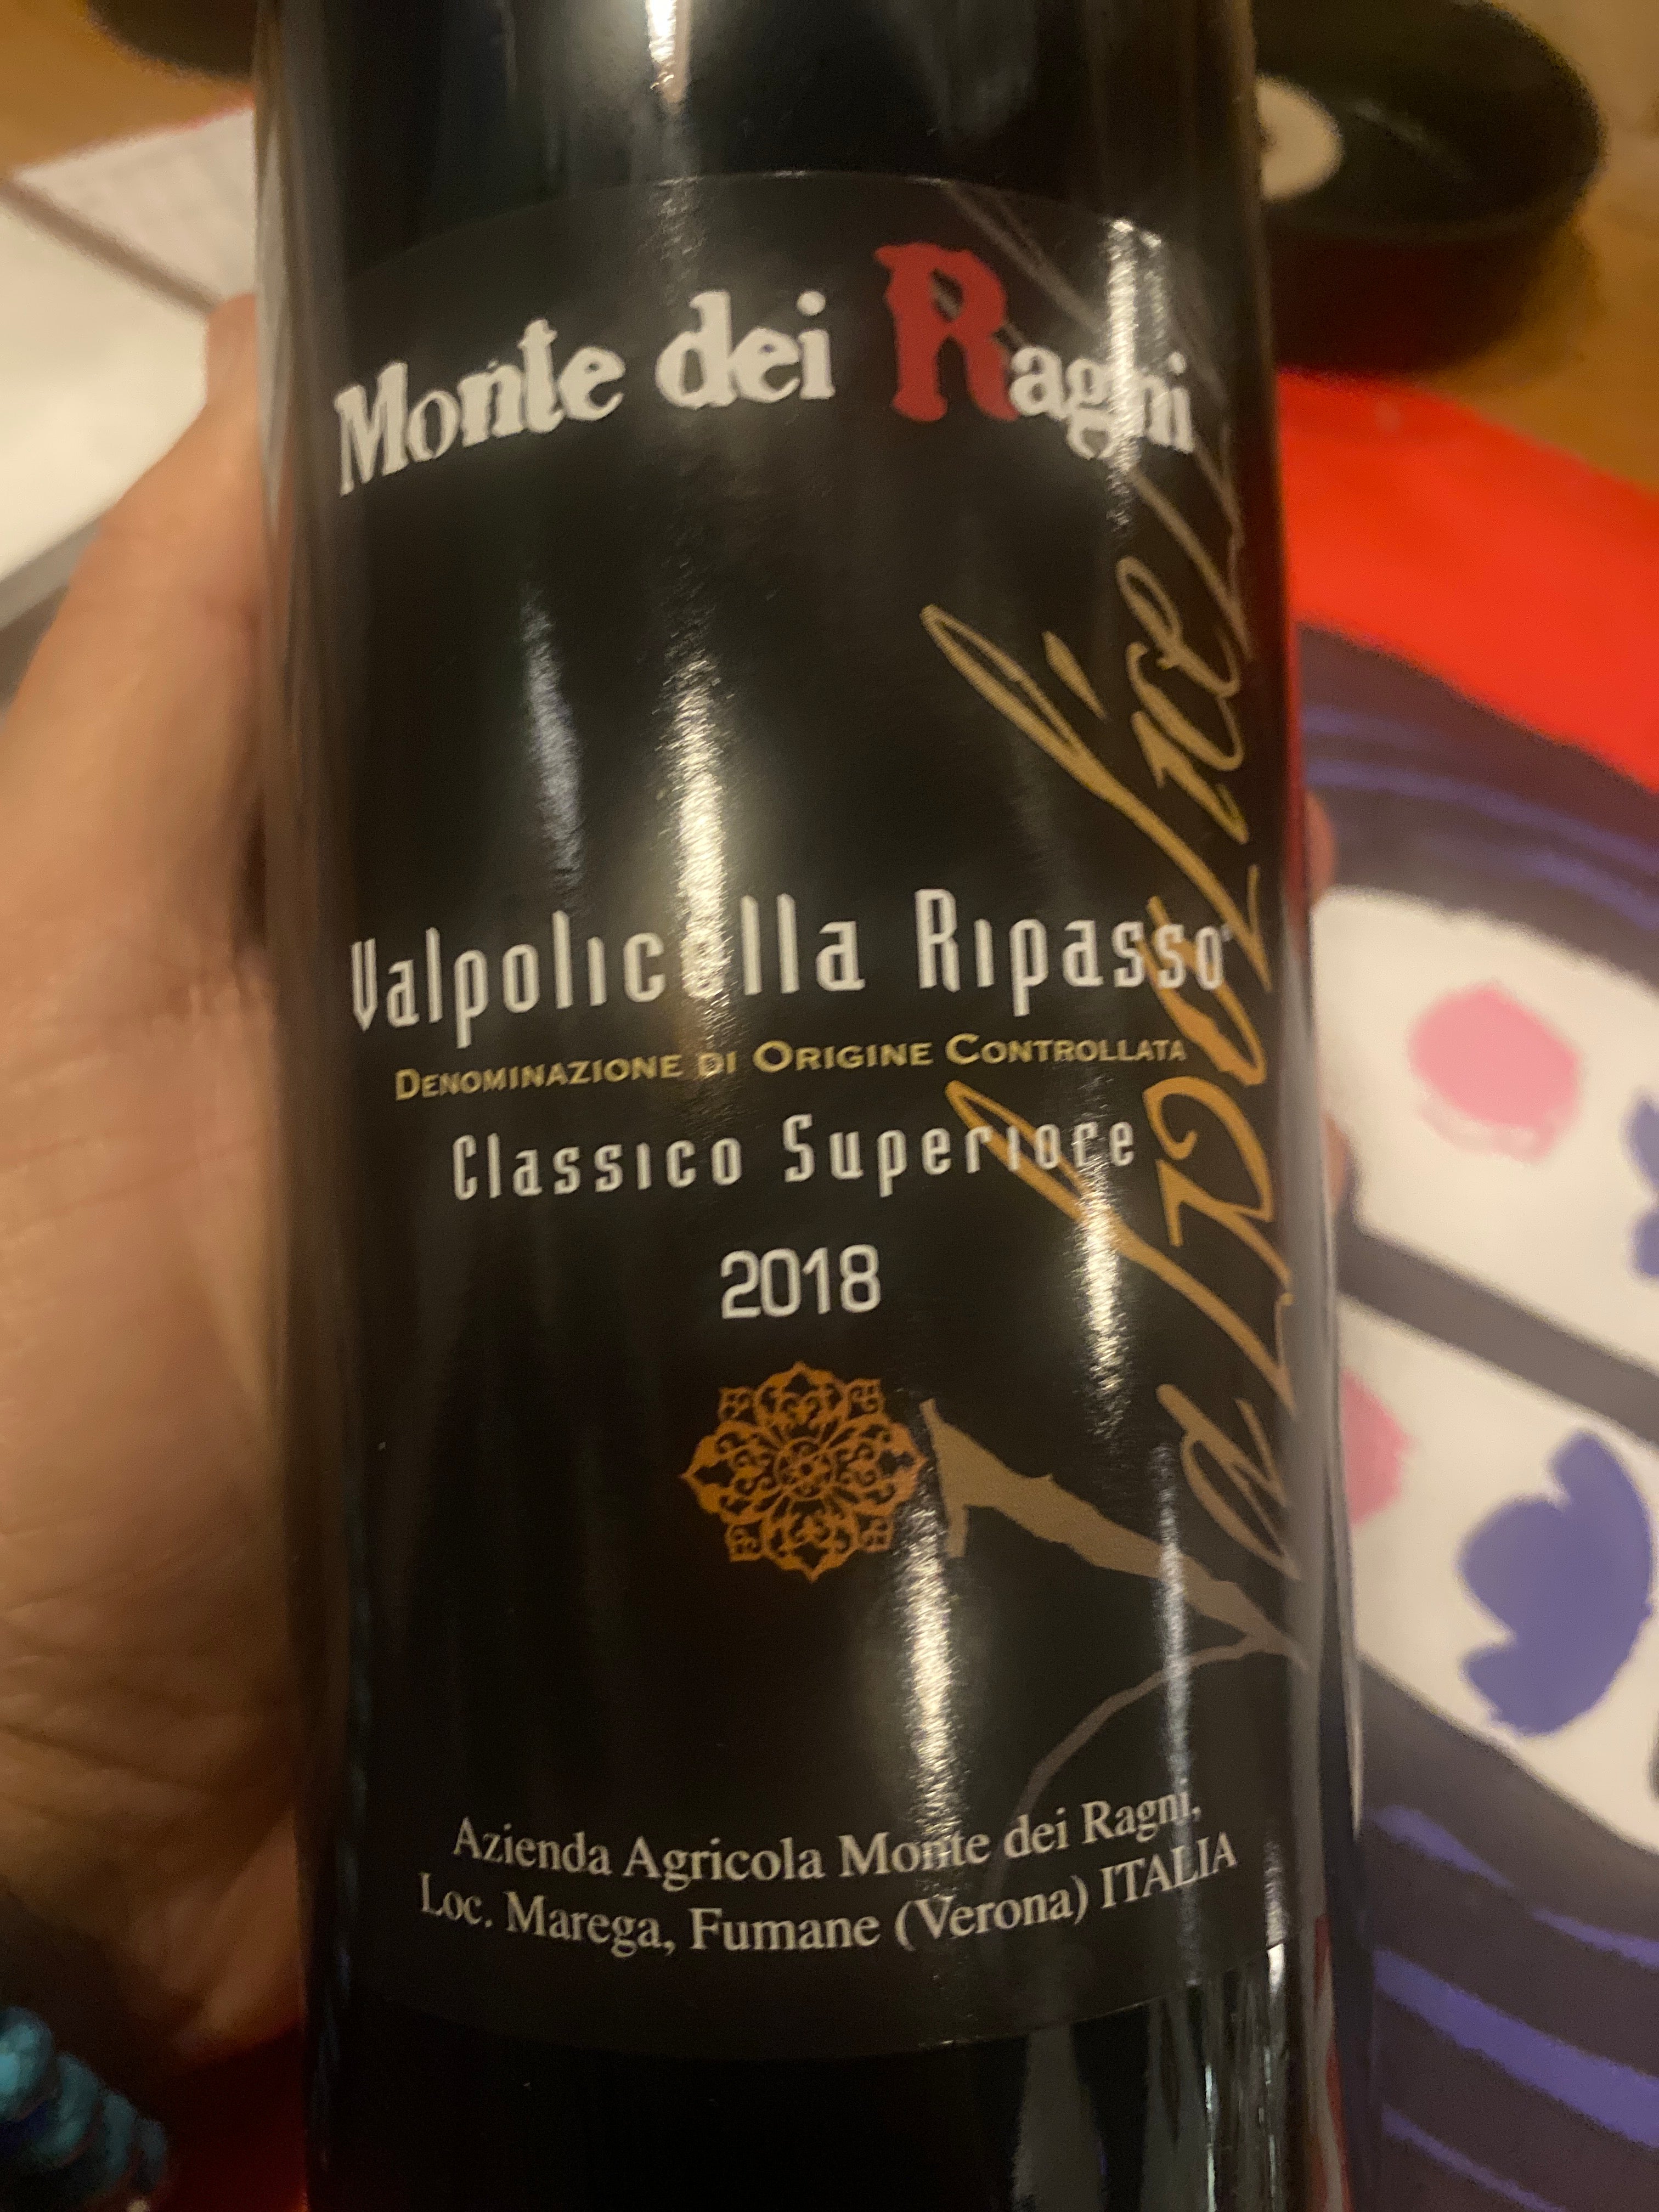 Monte dei Ragni
Valpolicella Ripasso
DENOMINAZIONE DI ORIGINE CONTROLLATA
Classico Superiore
2018
Azienda Agricola Monte dei Ragni,
Loc. Marega, Fumane (Verona) ITALIA